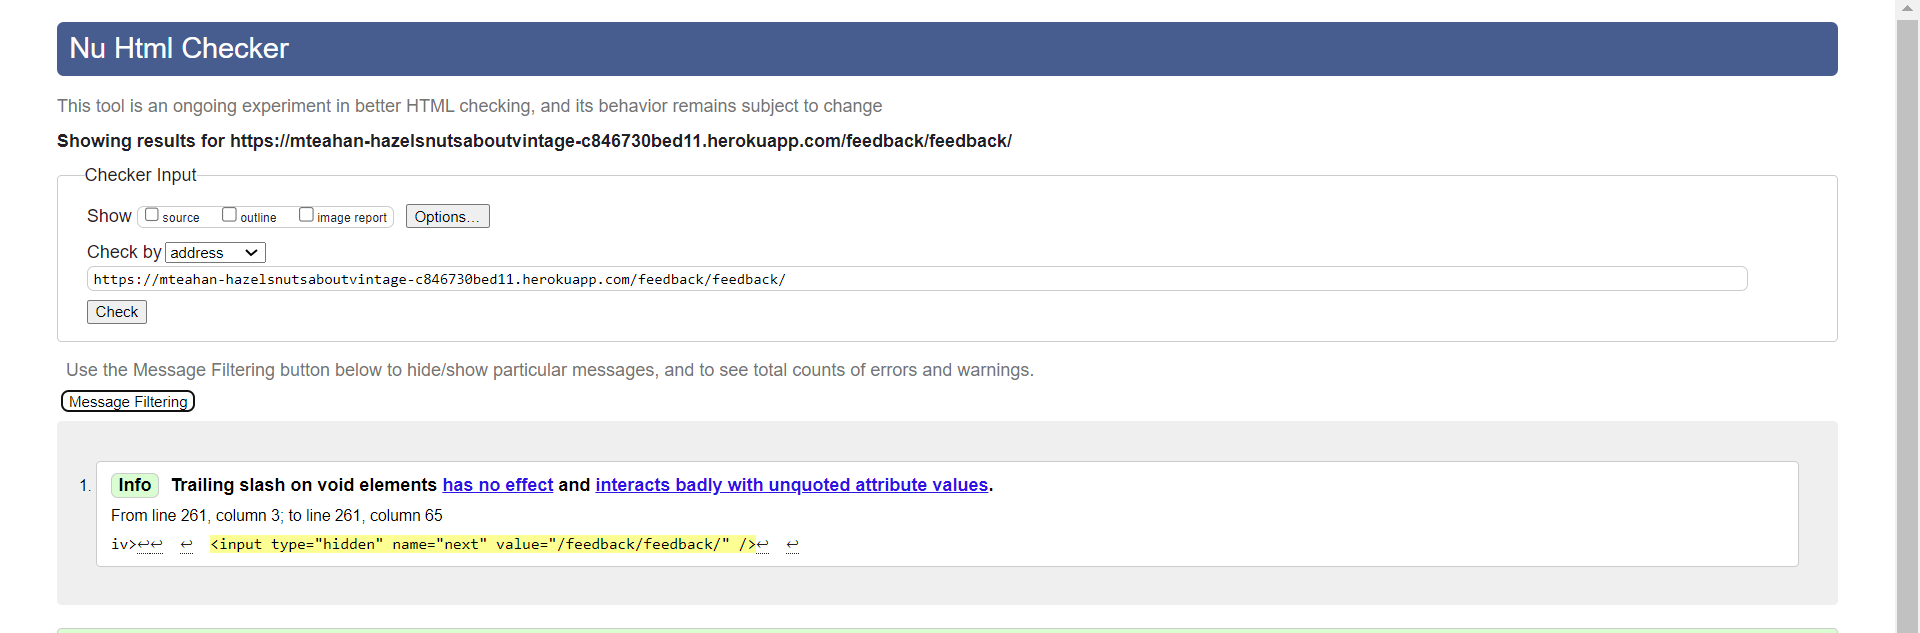 Nu Html Checker
This tool is an ongoing experiment in better HTML checking, and its behavior remains subject to change
Showing results for https://mteahan-hazelsnutsaboutvintage-c846730bed11.herokuapp.com/feedback/feedback/
Checker Input
Show source outline image report Options...
Check by address
https://mteahan-hazelsnutsaboutvintage-c846730bed11.herokuapp.com/feedback/feedback/
Check
Use the Message Filtering button below to hide/show particular messages, and to see total counts of errors and warnings.
Message Filtering
1. Info Trailing slash on void elements has no effect and interacts badly with unquoted attribute values.
From line 261, column 3; to line 261, column 65
iv>↩↩ ↩ <input type="hidden" name="next" value="/feedback/feedback/" />↩ ↩